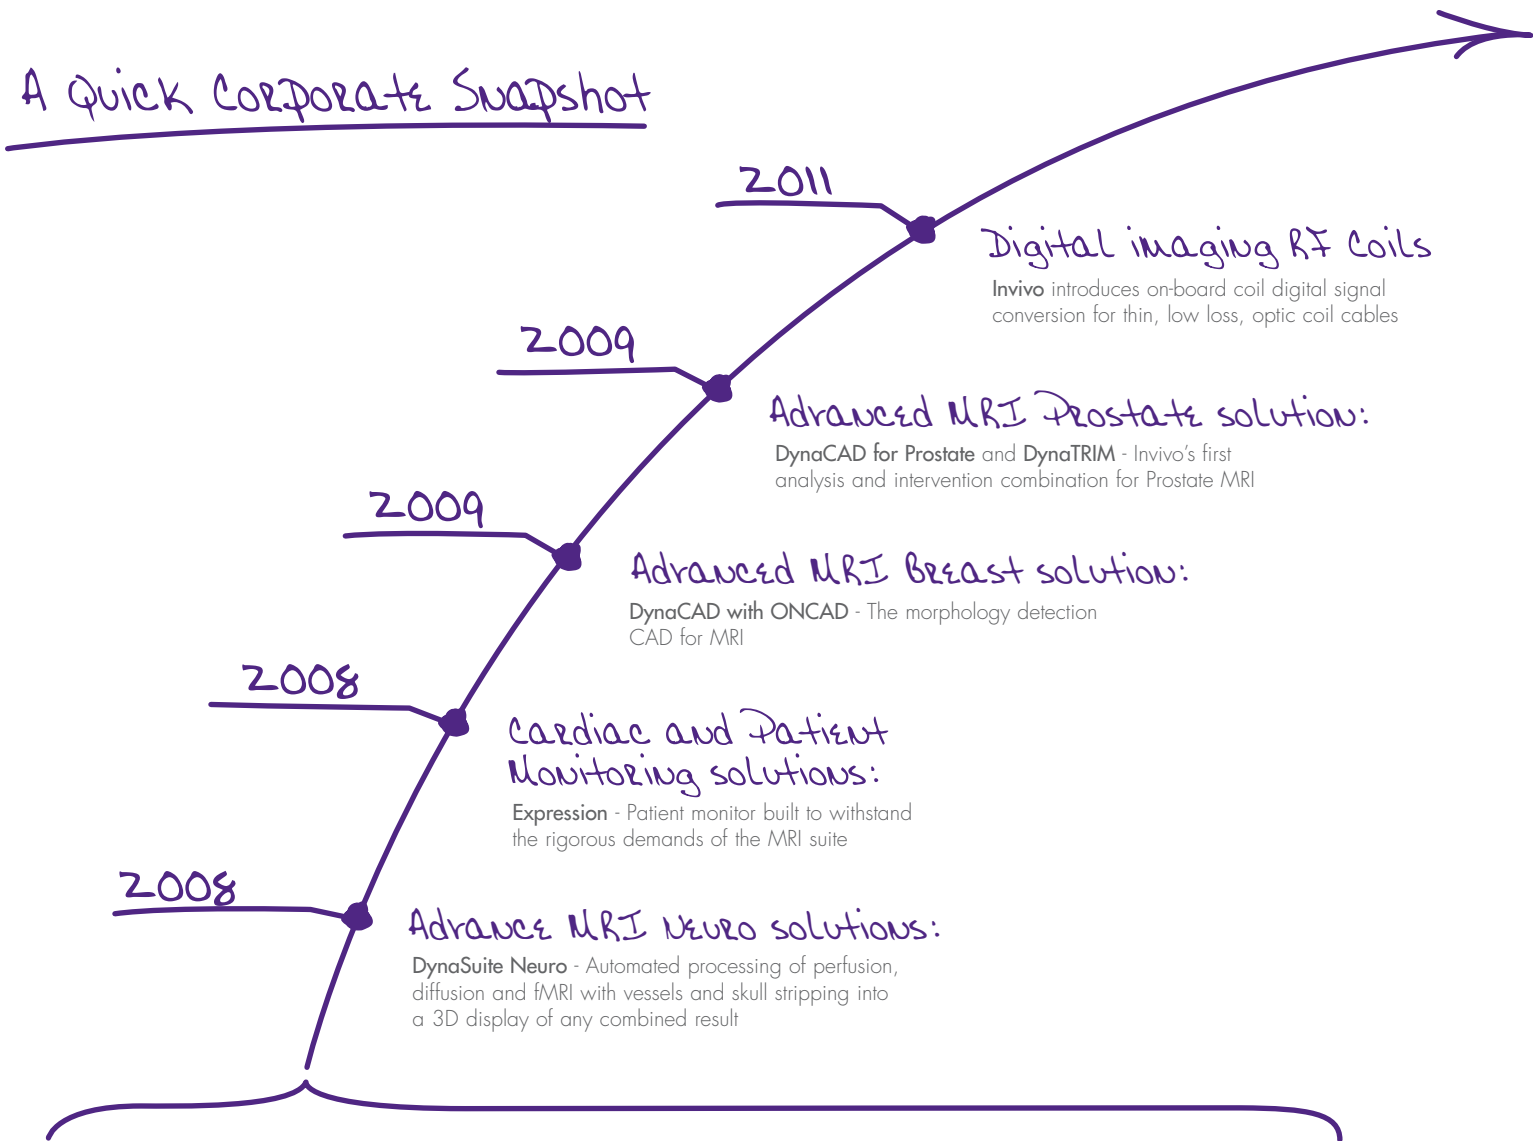 A Quick Corporate Snapshot
2011
Digital imaging RF Coils
Invivo introduces on-board coil digital signal
conversion for thin, low loss, optic coil cables
2009
Advanced MRI Prostate solution:
DynaCAD for Prostate and DynaTRIM - Invivo's first
analysis and intervention combination for Prostate MRI
2009
Advanced MRI Breast solution:
DynaCAD with ONCAD - The morphology detection
CAD for MRI
2008
Cardiac and Patient
Monitoring solutions:
Expression - Patient monitor built to withstand
the rigorous demands of the MRI suite
2008
Advance MRI Neuro solutions:
DynaSuite Neuro - Automated processing of perfusion,
diffusion and fMRI with vessels and skull stripping into
a 3D display of any combined result